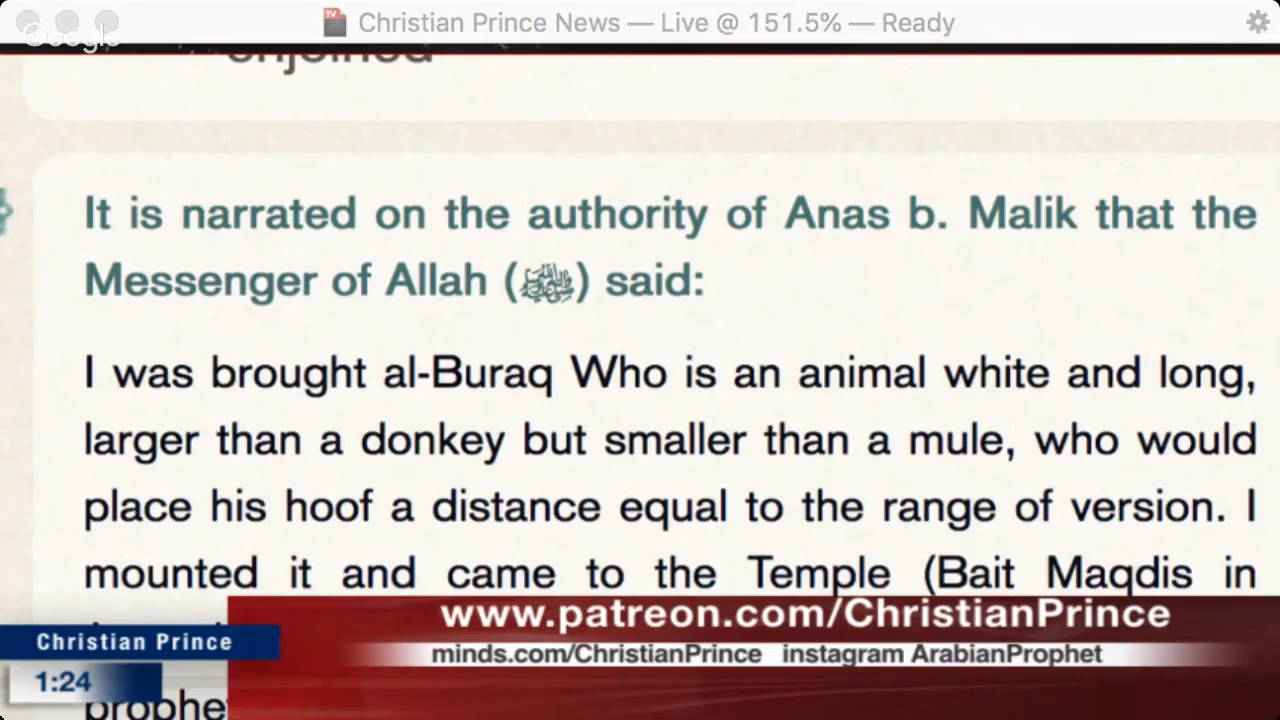 Christian Prince News — Live @ 151.5% — Ready
Google
enjoined
It is narrated on the authority of Anas b. Malik that the
Messenger of Allah (ﷺ) said:
I was brought al-Buraq Who is an animal white and long,
larger than a donkey but smaller than a mule, who would
place his hoof a distance equal to the range of version. I
mounted it and came to the Temple (Bait Maqdis in
www.patreon.com/ChristianPrince
Christian Prince
minds.com/ChristianPrince instagram ArabianProphet
1:24